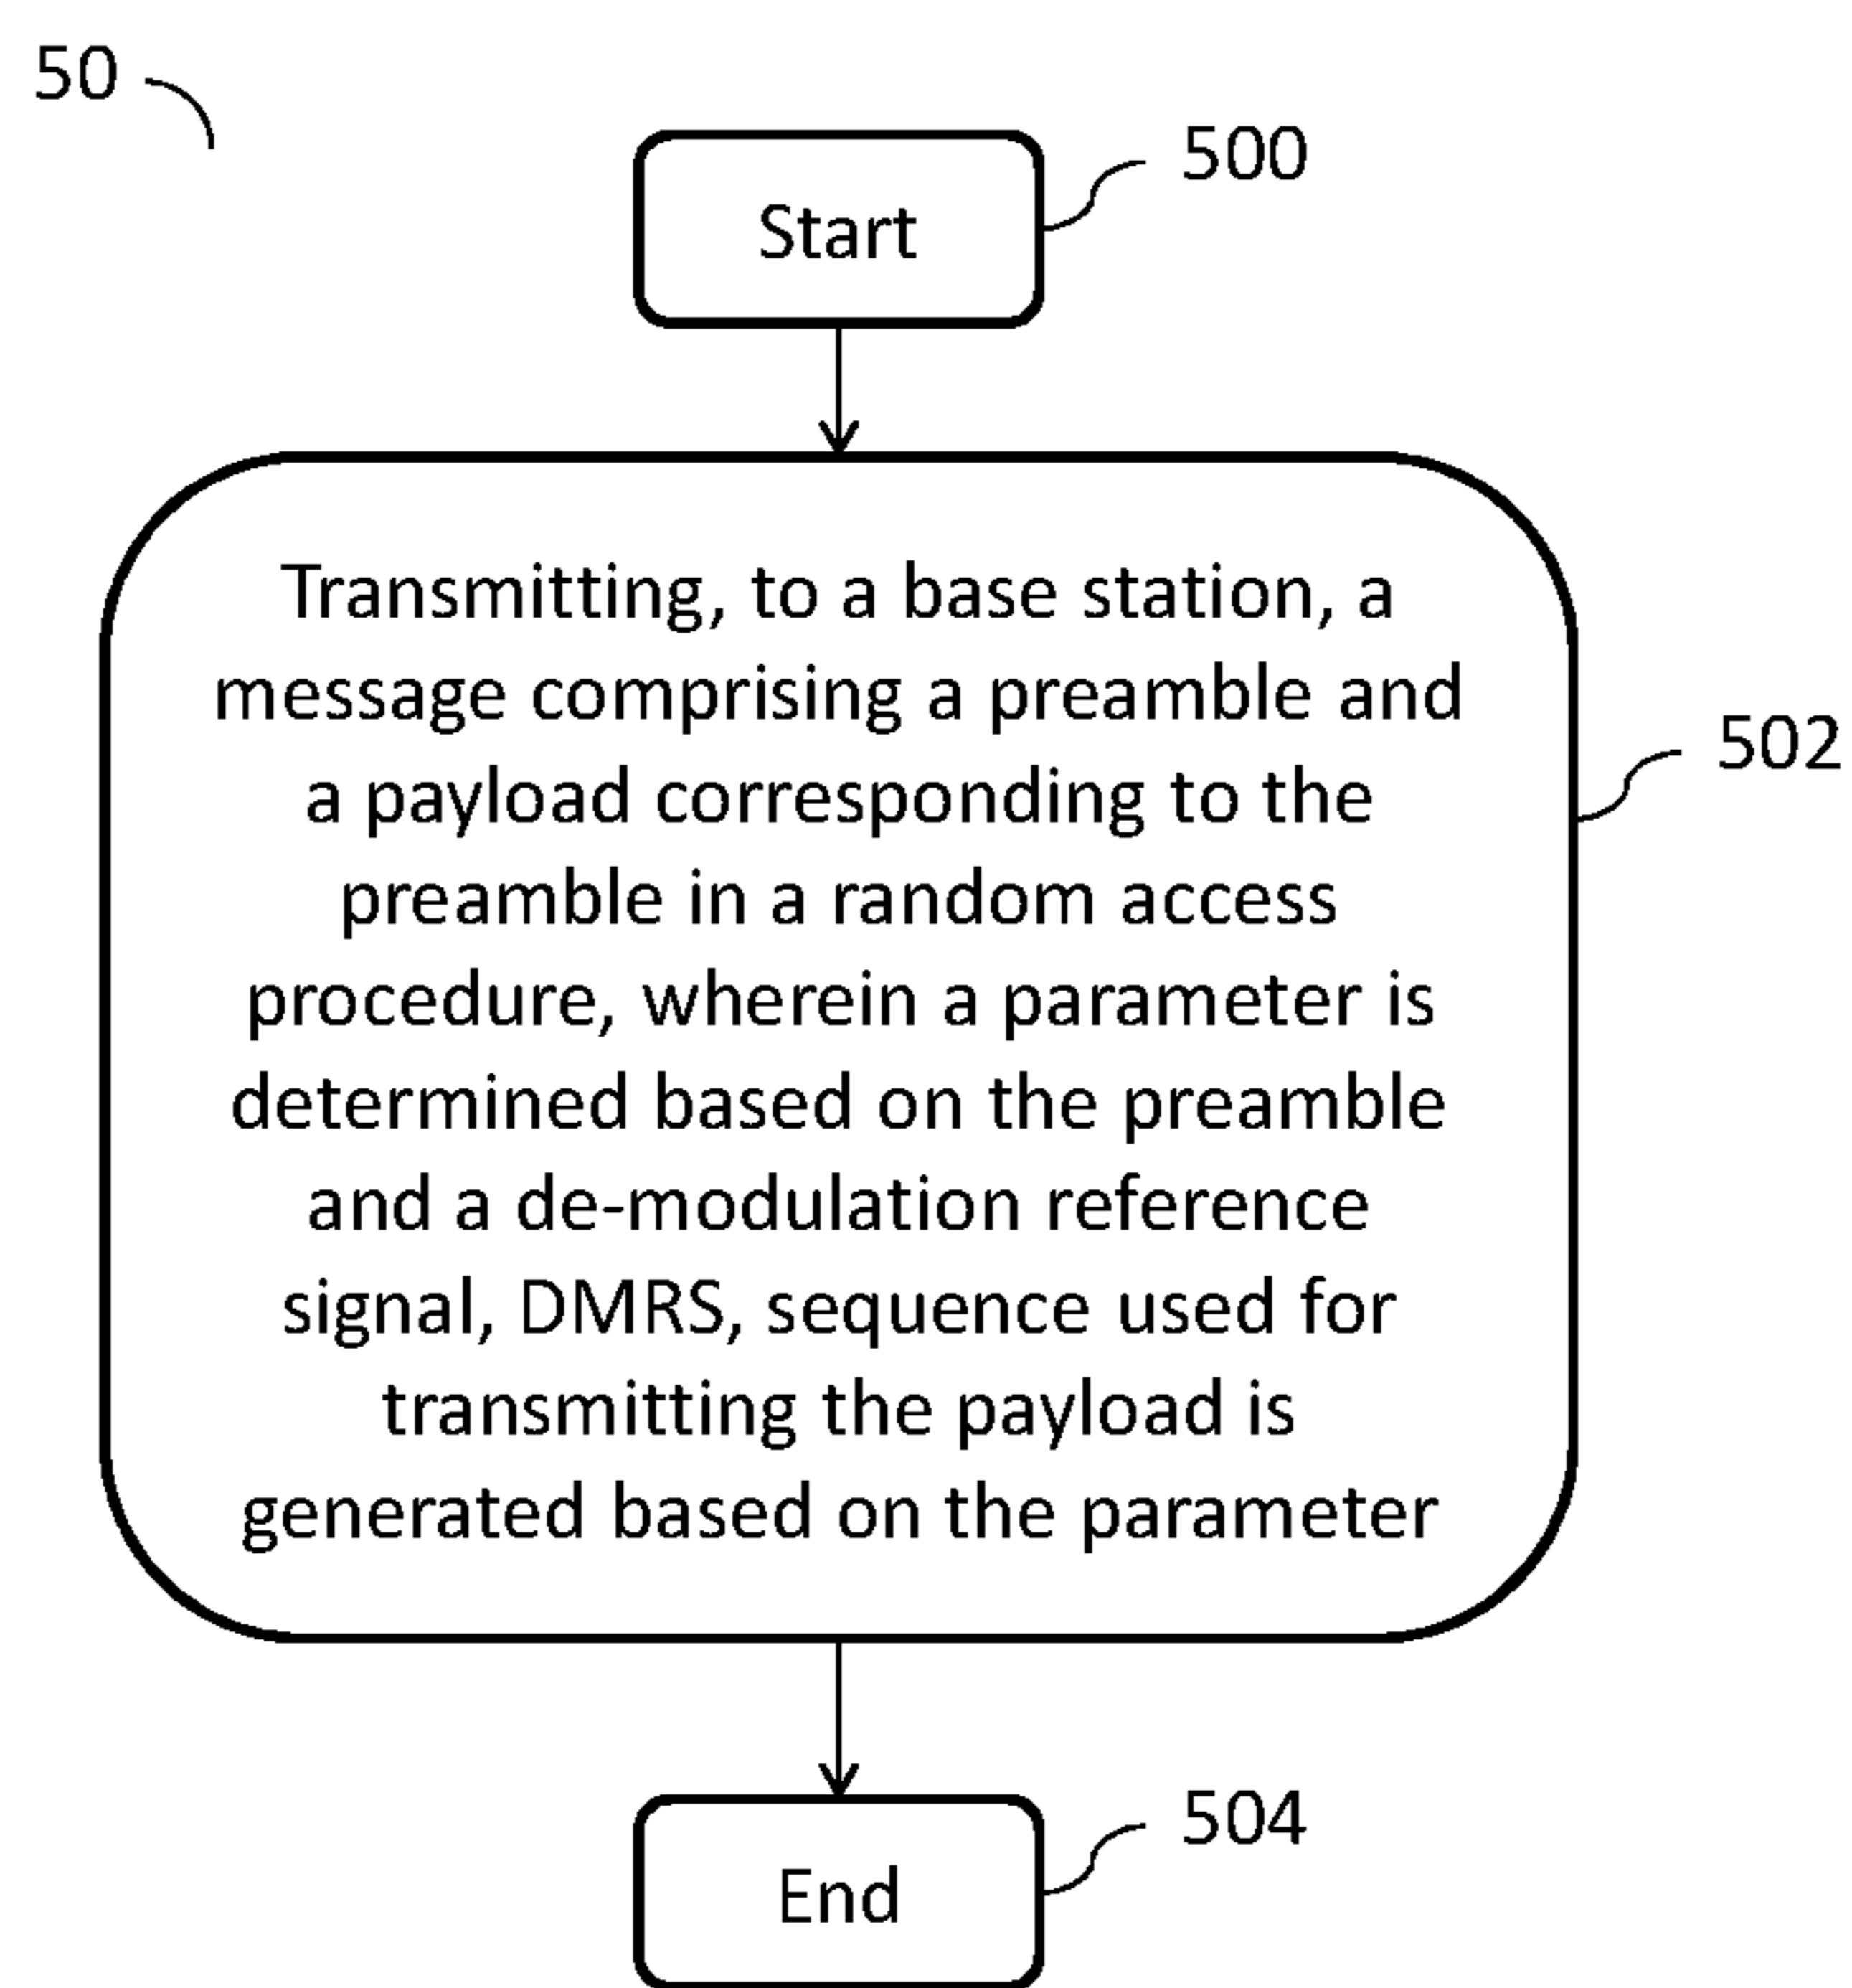 50
500
Start
Transmitting, to a base station, a
message comprising a preamble and
a payload corresponding to the
preamble in a random access
procedure, wherein a parameter is
determined based on the preamble
and a de-modulation reference
signal, DMRS, sequence used for
transmitting the payload is
generated based on the parameter
502
504
End